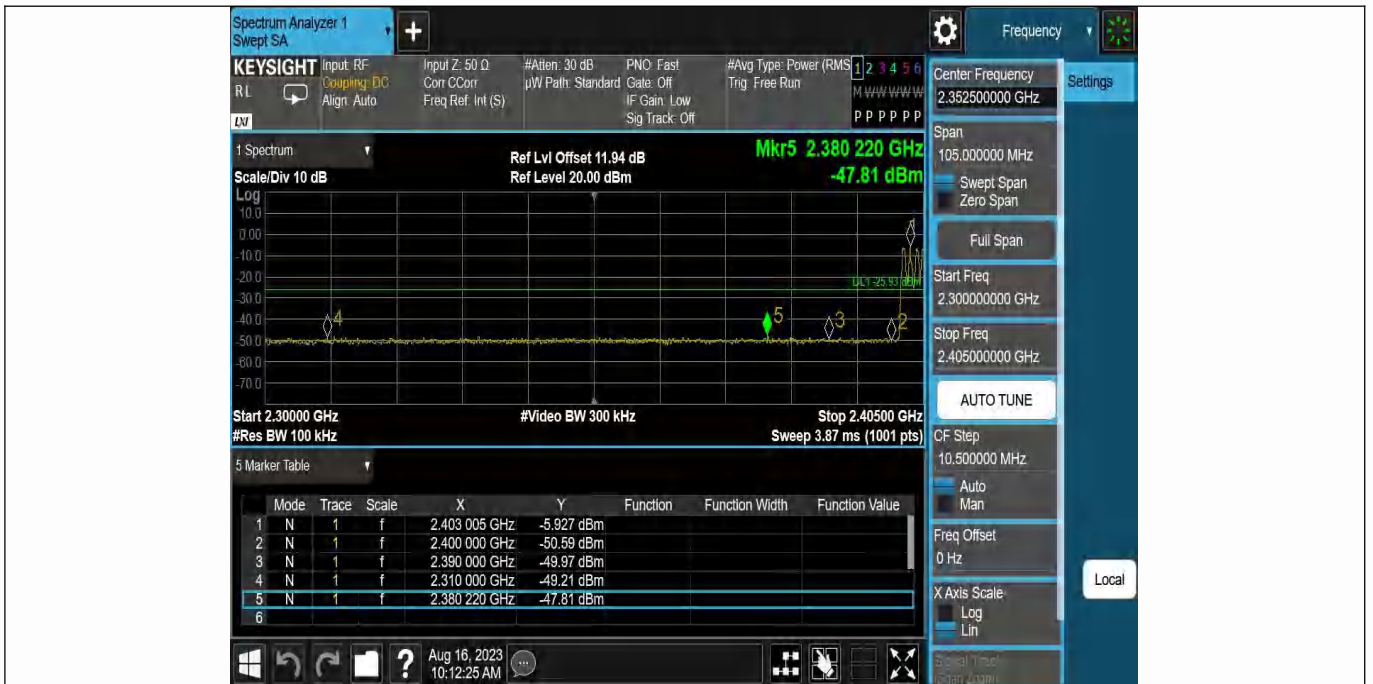 Spectrum Analyzer 1
Swept SA
+
Frequency
KEYSIGHT
RL
LXI
Input: RF
Coupling: DC
Align: Auto
Input Z: 50 Ω
Corr CCorr
Freq Ref: Int (S)
#Atten: 30 dB
µW Path: Standard
PNO: Fast
Gate: Off
IF Gain: Low
Sig Track: Off
#Avg Type: Power (RMS
Trig: Free Run
1 2 3 4 5 6
M W W W W W
P P P P P P
1 Spectrum
Scale/Div 10 dB
Ref Lvl Offset 11.94 dB
Ref Level 20.00 dBm
Mkr5 2.380 220 GHz
-47.81 dBm
Log
10.0
0.00
-10.0
-20.0
-30.0
-40.0
-50.0
-60.0
-70.0
DL1 -25.93 dBm
4
5
3
2
Start 2.30000 GHz
#Video BW 300 kHz
Stop 2.40500 GHz
#Res BW 100 kHz
Sweep 3.87 ms (1001 pts)
5 Marker Table
Mode Trace Scale X Y Function Function Width Function Value
1 N 1 f 2.403 005 GHz -5.927 dBm
2 N 1 f 2.400 000 GHz -50.59 dBm
3 N 1 f 2.390 000 GHz -49.97 dBm
4 N 1 f 2.310 000 GHz -49.21 dBm
5 N 1 f 2.380 220 GHz -47.81 dBm
6
?
Aug 16, 2023
10:12:25 AM
Center Frequency
2.352500000 GHz
Settings
Span
105.000000 MHz
Swept Span
Zero Span
Full Span
Start Freq
2.300000000 GHz
Stop Freq
2.405000000 GHz
AUTO TUNE
CF Step
10.500000 MHz
Auto
Man
Freq Offset
0 Hz
Local
X Axis Scale
Log
Lin
Signal Track
(Span Zoom)